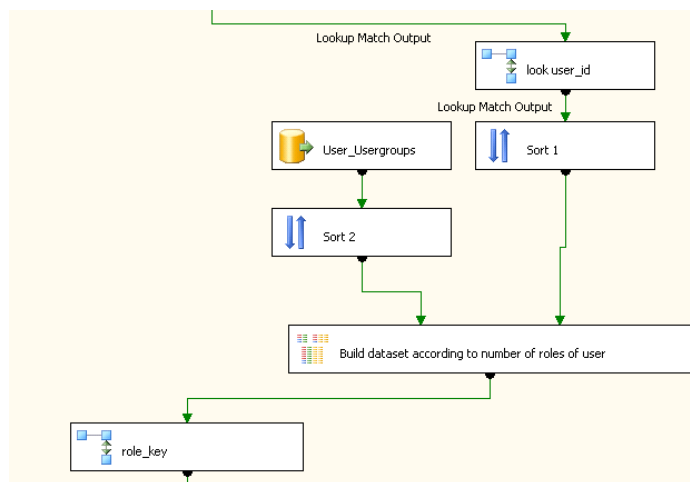 Lookup Match Output
look user_id
Lookup Match Output
User_Usergroups
Sort 1
Sort 2
Build dataset according to number of roles of user
role_key